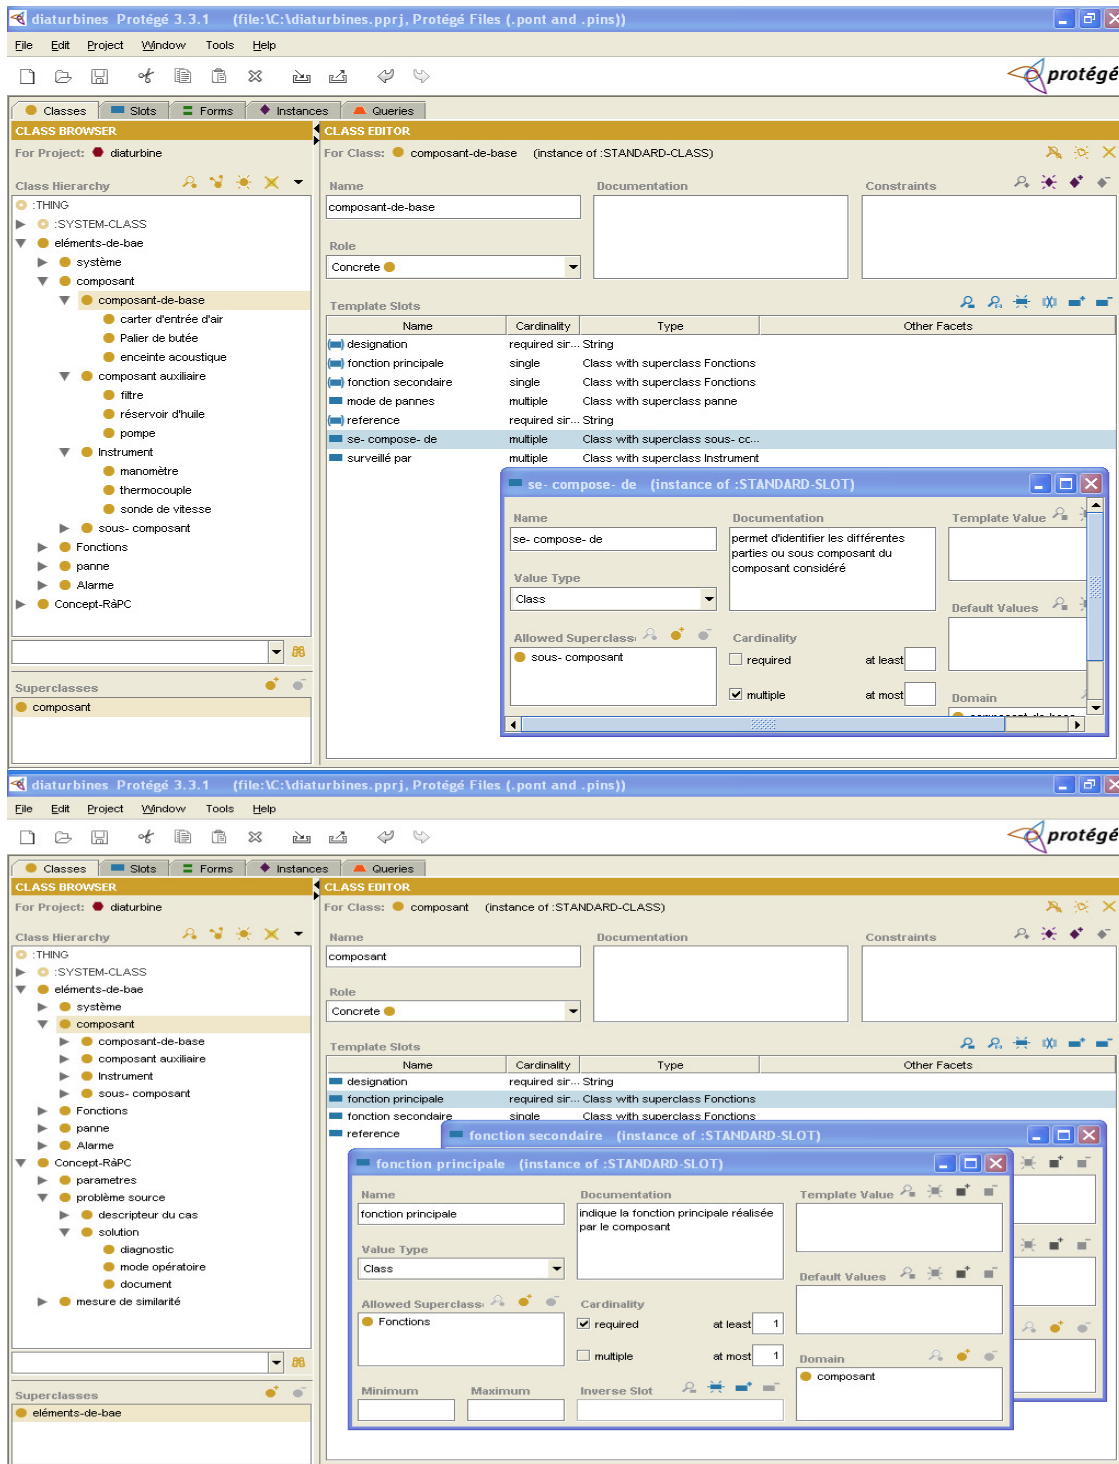 diaturbines Protégé 3.3.1 (file:\C:\diaturbines.pprj, Protégé Files (.pont and .pins))
File Edit Project Window Tools Help
protégé
Classes Slots Forms Instances Queries
CLASS BROWSER
For Project: diaturbine
Class Hierarchy
:THING
:SYSTEM-CLASS
eléments-de-bae
système
composant
composant-de-base
carter d'entrée d'air
Palier de butée
enceinte acoustique
composant auxiliaire
filtre
réservoir d'huile
pompe
Instrument
manomètre
thermocouple
sonde de vitesse
sous- composant
Fonctions
panne
Alarme
Concept-RàPC
Superclasses
composant
CLASS EDITOR
For Class: composant-de-base (instance of :STANDARD-CLASS)
Name Documentation Constraints
composant-de-base
Role
Concrete
Template Slots
Name Cardinality Type Other Facets
designation required sin... String
fonction principale single Class with superclass Fonctions
fonction secondaire single Class with superclass Fonctions
mode de pannes multiple Class with superclass panne
reference required sin... String
se- compose- de multiple Class with superclass sous- cc...
surveillé par multiple Class with superclass Instrument
se- compose- de (instance of :STANDARD-SLOT)
Name Documentation Template Value
se- compose- de
permet d'identifier les différentes
parties ou sous composant du
composant considéré
Value Type
Class
Default Values
Allowed Superclass Cardinality
sous- composant
required at least
multiple at most
Domain
diaturbines Protégé 3.3.1 (file:\C:\diaturbines.pprj, Protégé Files (.pont and .pins))
File Edit Project Window Tools Help
protégé
Classes Slots Forms Instances Queries
CLASS BROWSER
For Project: diaturbine
Class Hierarchy
:THING
:SYSTEM-CLASS
eléments-de-bae
système
composant
composant-de-base
composant auxiliaire
Instrument
sous- composant
Fonctions
panne
Alarme
Concept-RàPC
parametres
problème source
descripteur du cas
solution
diagnostic
mode opératoire
document
mesure de similarité
Superclasses
eléments-de-bae
CLASS EDITOR
For Class: composant (instance of :STANDARD-CLASS)
Name Documentation Constraints
composant
Role
Concrete
Template Slots
Name Cardinality Type Other Facets
designation required sin... String
fonction principale required sin... Class with superclass Fonctions
fonction secondaire single Class with superclass Fonctions
reference
fonction secondaire (instance of :STANDARD-SLOT)
fonction principale (instance of :STANDARD-SLOT)
Name Documentation Template Value
fonction principale
indique la fonction principale réalisée
par le composant
Value Type
Class
Default Values
Allowed Superclass Cardinality
Fonctions
required at least 1
multiple at most 1
Domain
composant
Minimum Maximum Inverse Slot